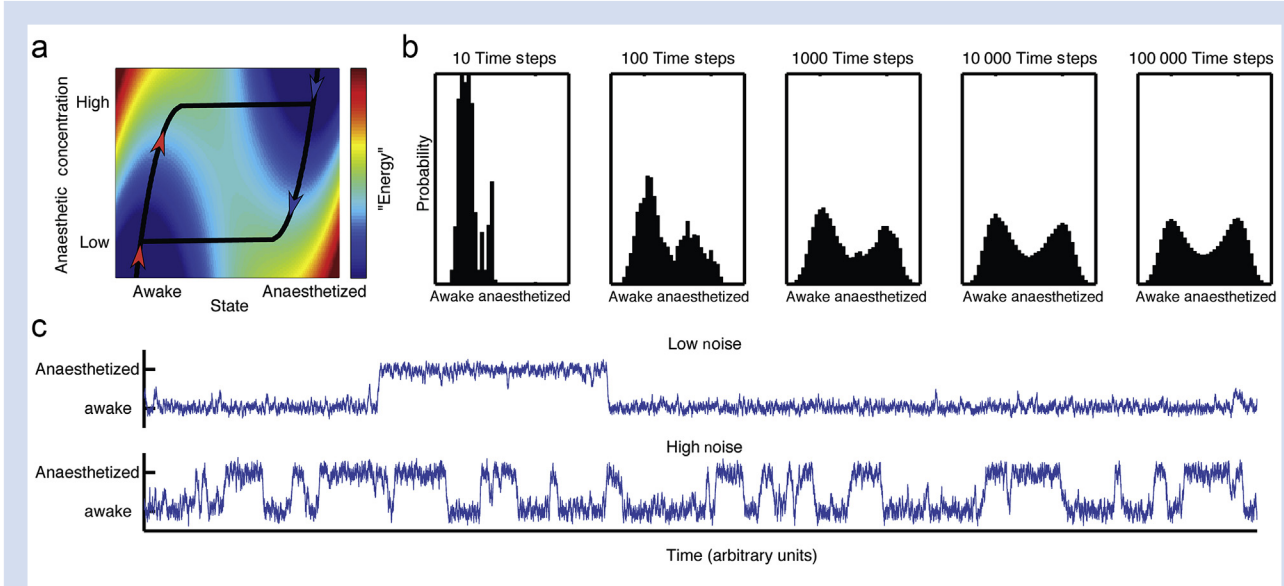 a
b
10 Time steps
100 Time steps
1000 Time steps
10 000 Time steps
100 000 Time steps
Anaesthetic concentration
High
Low
Awake
Anaesthetized
State
"Energy"
Probability
Awake anaesthetized
Awake anaesthetized
Awake anaesthetized
Awake anaesthetized
Awake anaesthetized
c
Low noise
Anaesthetized
awake
High noise
Anaesthetized
awake
Time (arbitrary units)